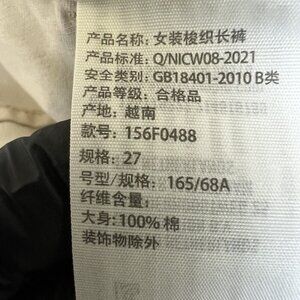 产品名称: 女装梭织长裤
产品标准: Q/NICW08-2021
安全类别: GB18401-2010 B类
产品等级: 合格品
产地: 越南
款号: 156F0488
规格: 27
号型/规格: 165/68A
纤维含量:
大身: 100% 棉
装饰物除外